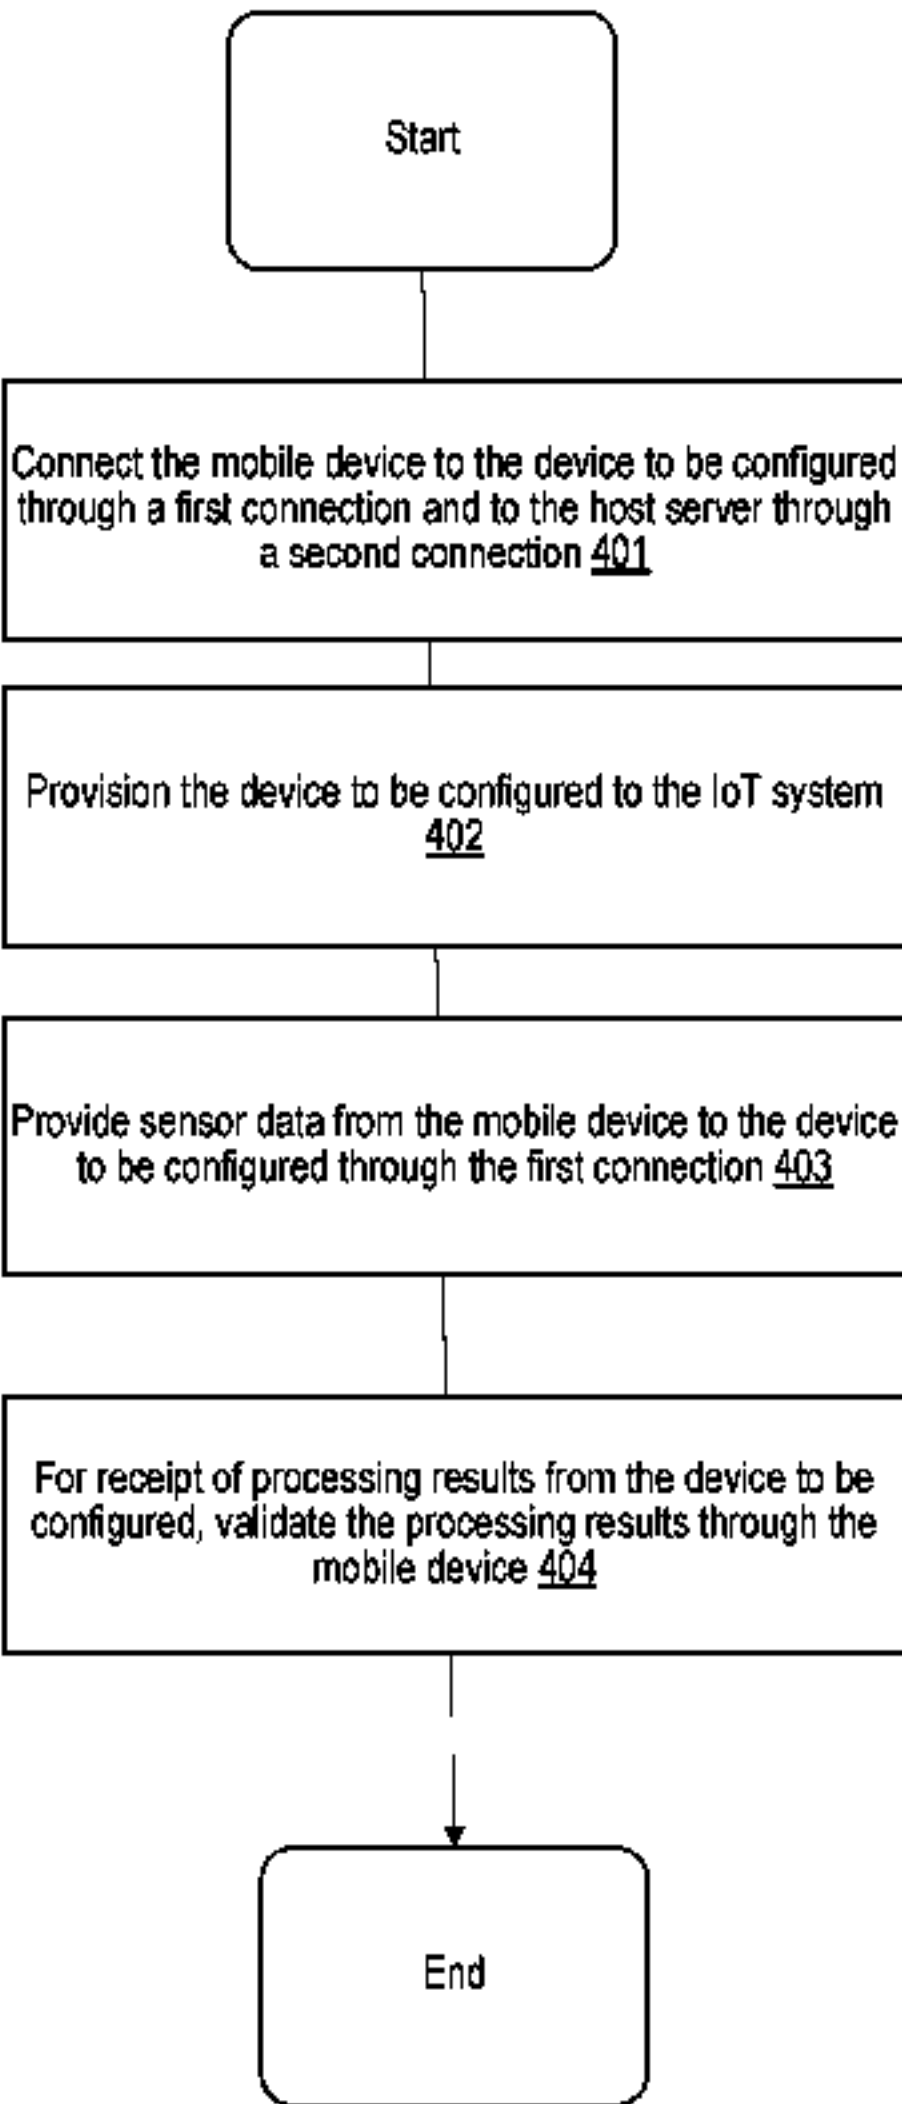 Start
Connect the mobile device to the device to be configured
through a first connection and to the host server through
a second connection 401
Provision the device to be configured to the IoT system
402
Provide sensor data from the mobile device to the device
to be configured through the first connection 403
For receipt of processing results from the device to be
configured, validate the processing results through the
mobile device 404
End